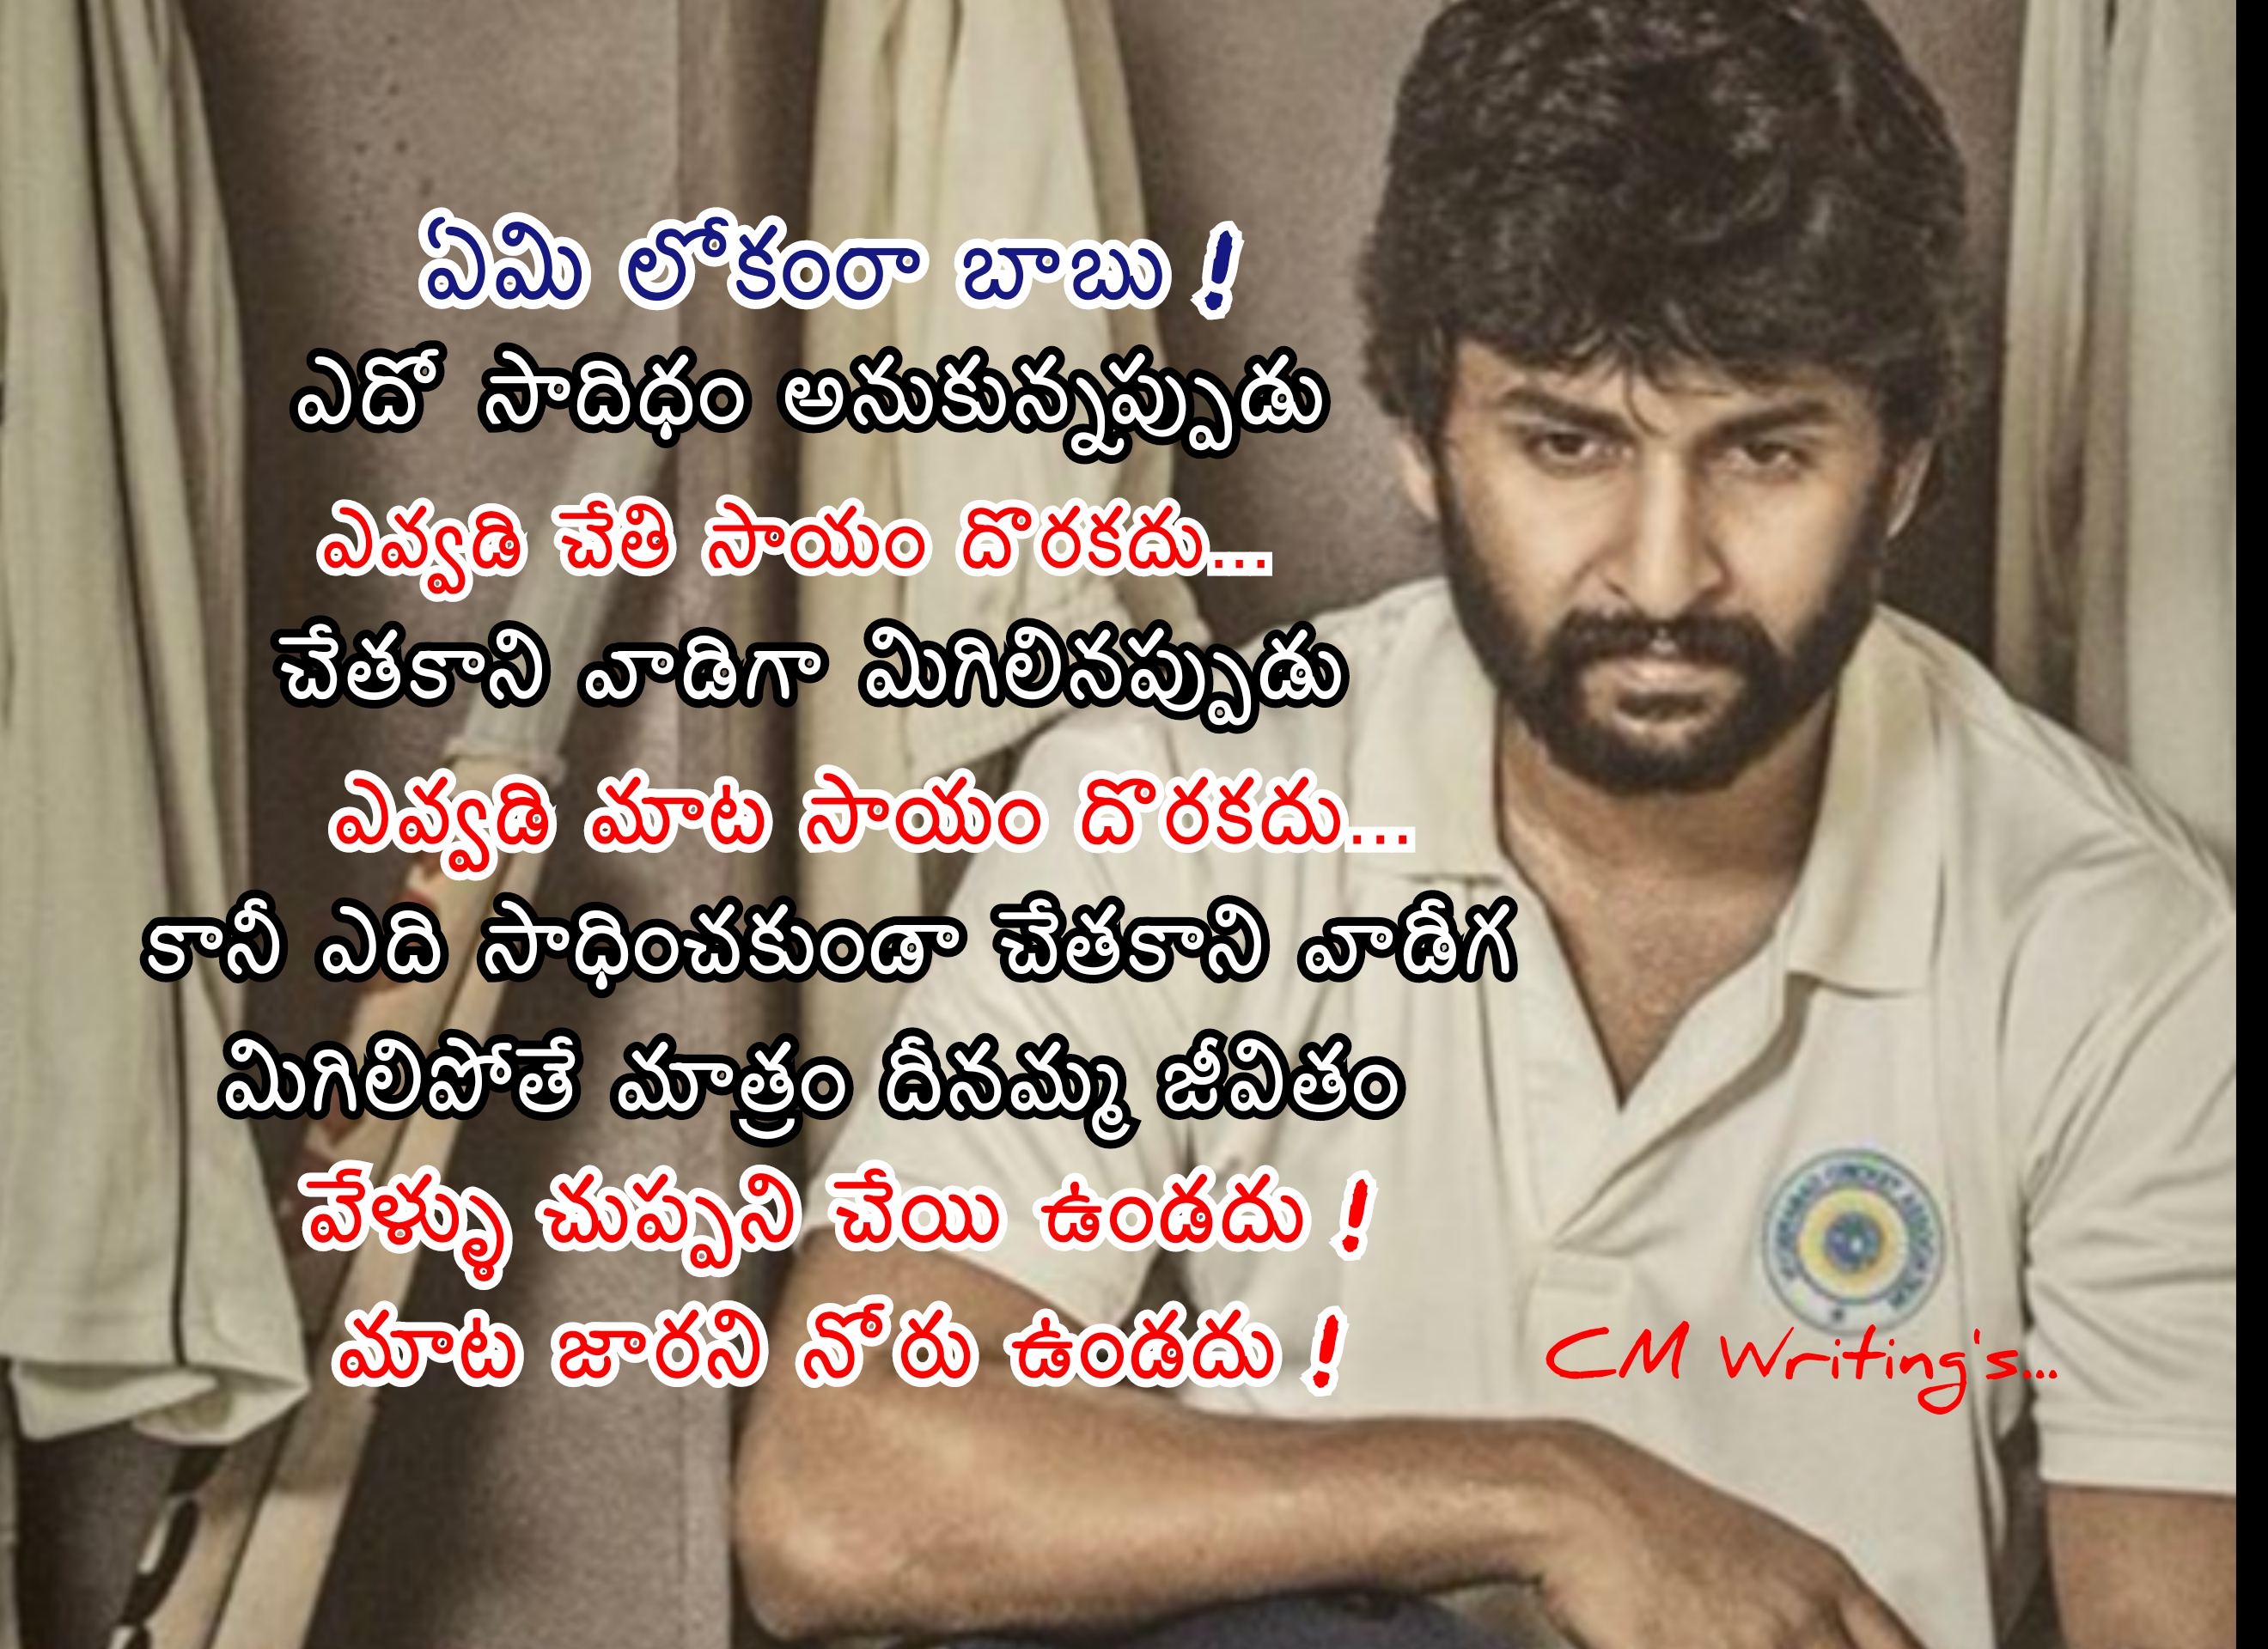 ఏమి లోకంరా బాబు !
ఎదో సాదిధం అనుకున్నప్పుడు
ఎవ్వడి చేతి సాయం దొరకదు...
చేతకాని వాడిగా మిగిలినప్పుడు
ఎవ్వడి మాట సాయం దొరకదు...
కానీ ఎది సాధించకుండా చేతకాని వాడీగ
మిగిలిపోతే మాత్రం దీనమ్మ జీవితం
వేళ్ళు చుప్పని చేయి ఉండదు !
మాట జారని నోరు ఉండదు !
CM Writing's...